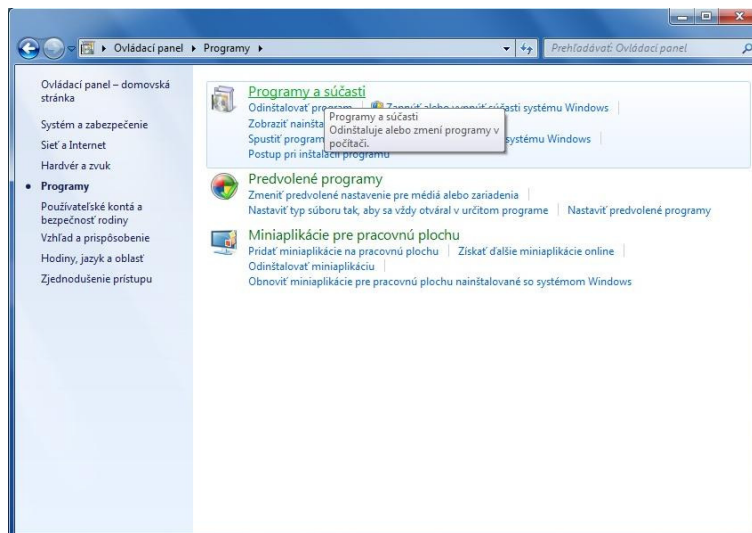 Ovládací panel
Programy
Prehľadávať: Ovládací panel
Ovládací panel – domovská
stránka
Systém a zabezpečenie
Sieť a Internet
Hardvér a zvuk
Programy
Používateľské kontá a
bezpečnosť rodiny
Vzhľad a prispôsobenie
Hodiny, jazyk a oblasť
Zjednodušenie prístupu
Programy a súčasti
Odinštalovať program Zapnúť alebo vypnúť súčasti systému Windows
Zobraziť
Spustiť program systému Windows
Postup pri inštalácii programu
Programy a súčasti
Odinštaluje alebo zmení programy v
počítači.
Predvolené programy
Zmeniť predvolené nastavenie pre médiá alebo zariadenia
Nastaviť typ súboru tak, aby sa vždy otváral v určitom programe Nastaviť predvolené programy
Miniaplikácie pre pracovnú plochu
Pridať miniaplikácie na pracovnú plochu Získať ďalšie miniaplikácie online
Odinštalovať miniaplikáciu
Obnoviť miniaplikácie pre pracovnú plochu nainštalované so systémom Windows